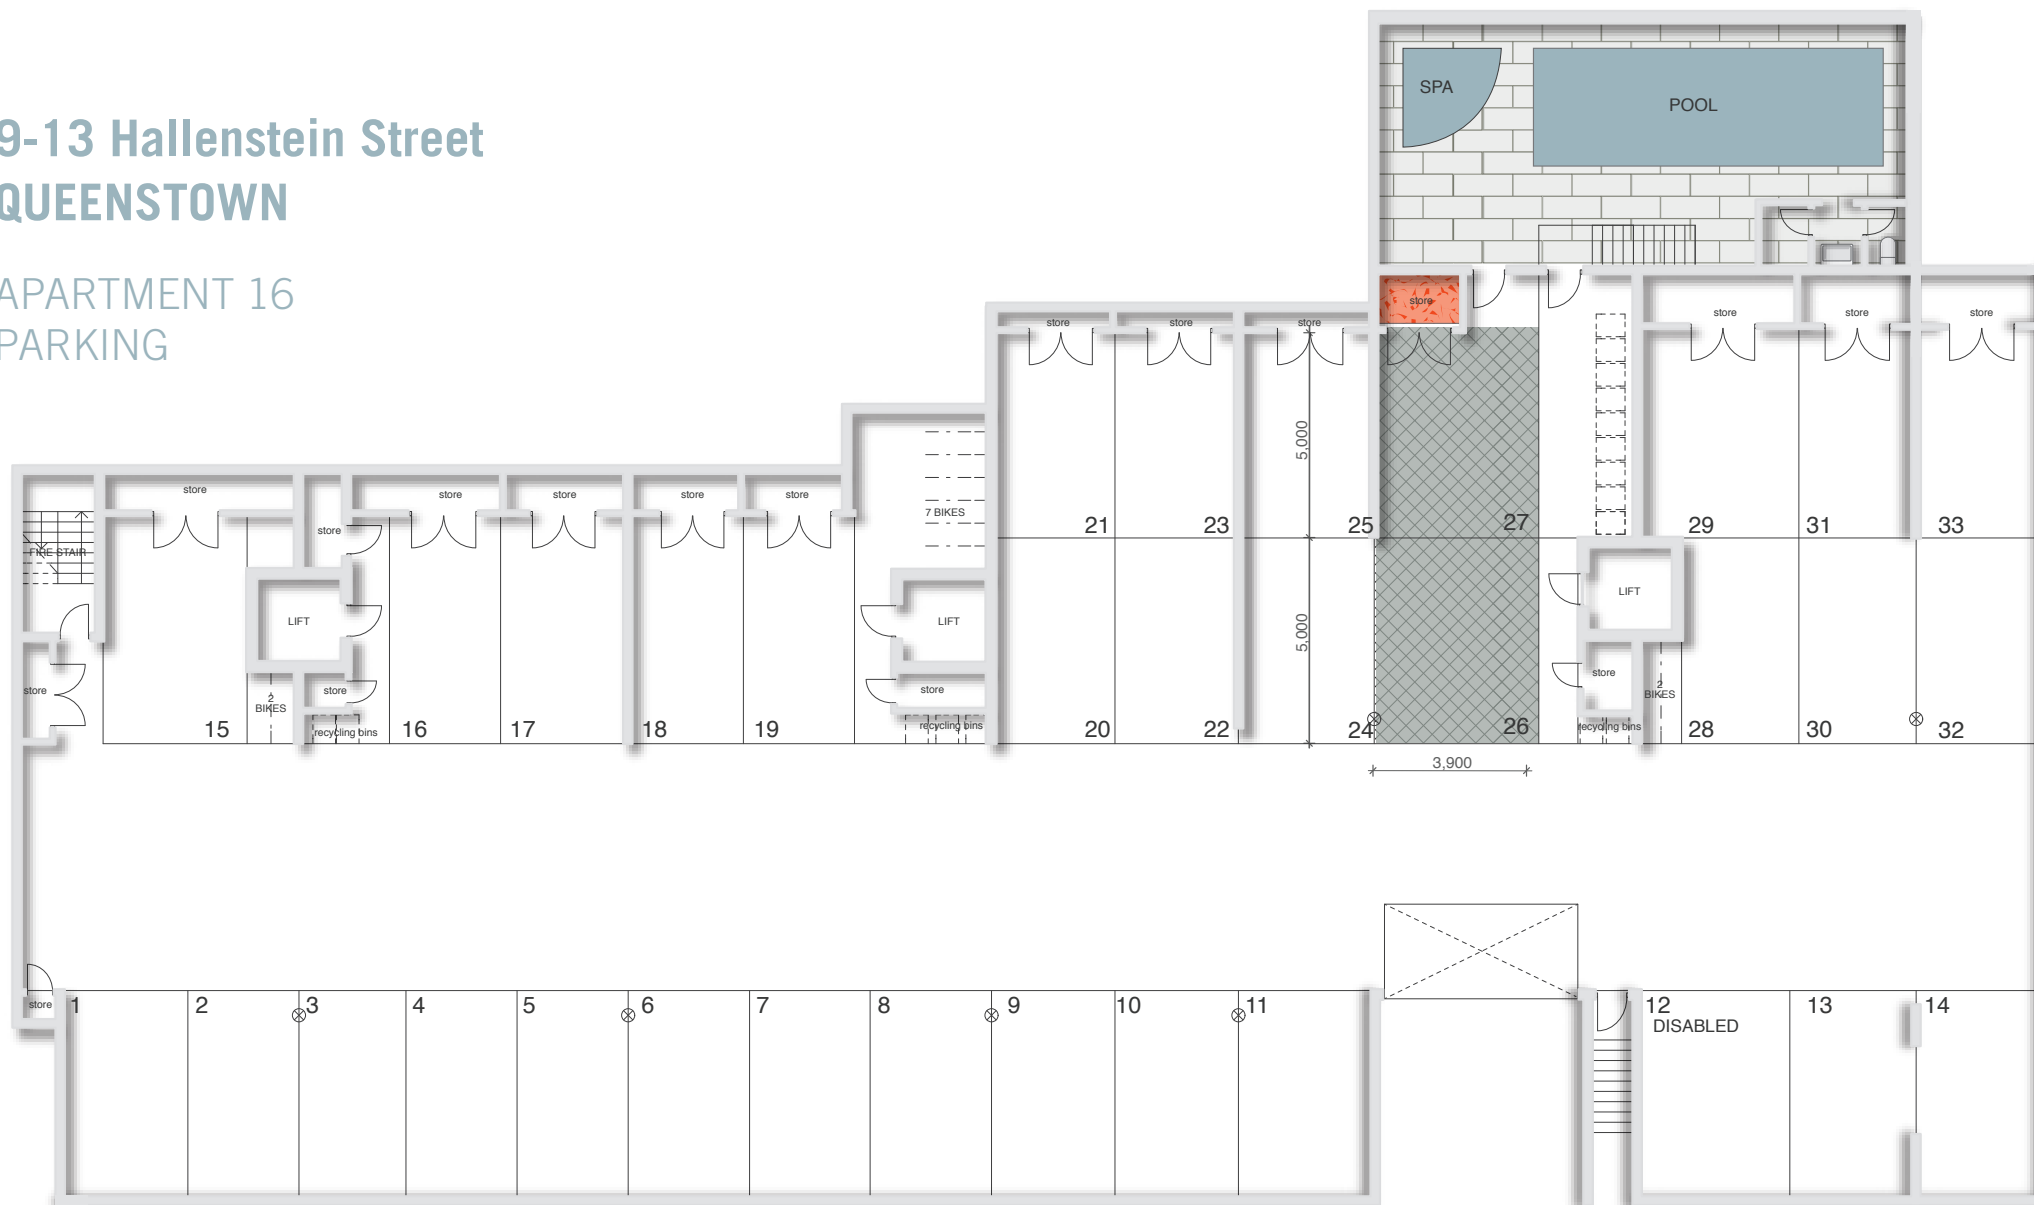 9-13 Hallenstein Street
QUEENSTOWN
APARTMENT 16
PARKING
SPA
POOL
store
store
store
store
store
store
store
5,000
store
store
store
store
store
store
7 BIKES
21
23
25
27
29
31
33
FIRE STAIR
LIFT
LIFT
LIFT
5,000
store
store
store
store
2
BIKES
2
BIKES
15
16
17
18
19
20
22
24
26
28
30
32
recycling bins
recycling bins
recycling bins
3,900
store
1
2
3
4
5
6
7
8
9
10
11
12
DISABLED
13
14